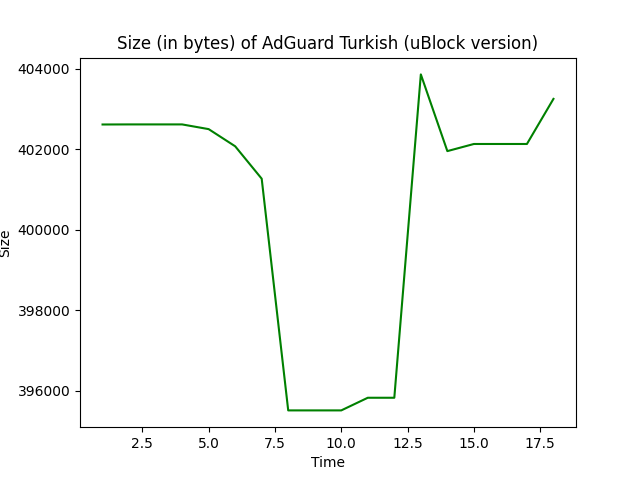 Size (in bytes) of AdGuard Turkish (uBlock version)
404000
402000
400000
398000
396000
Size
2.5 5.0 7.5 10.0 12.5 15.0 17.5
Time